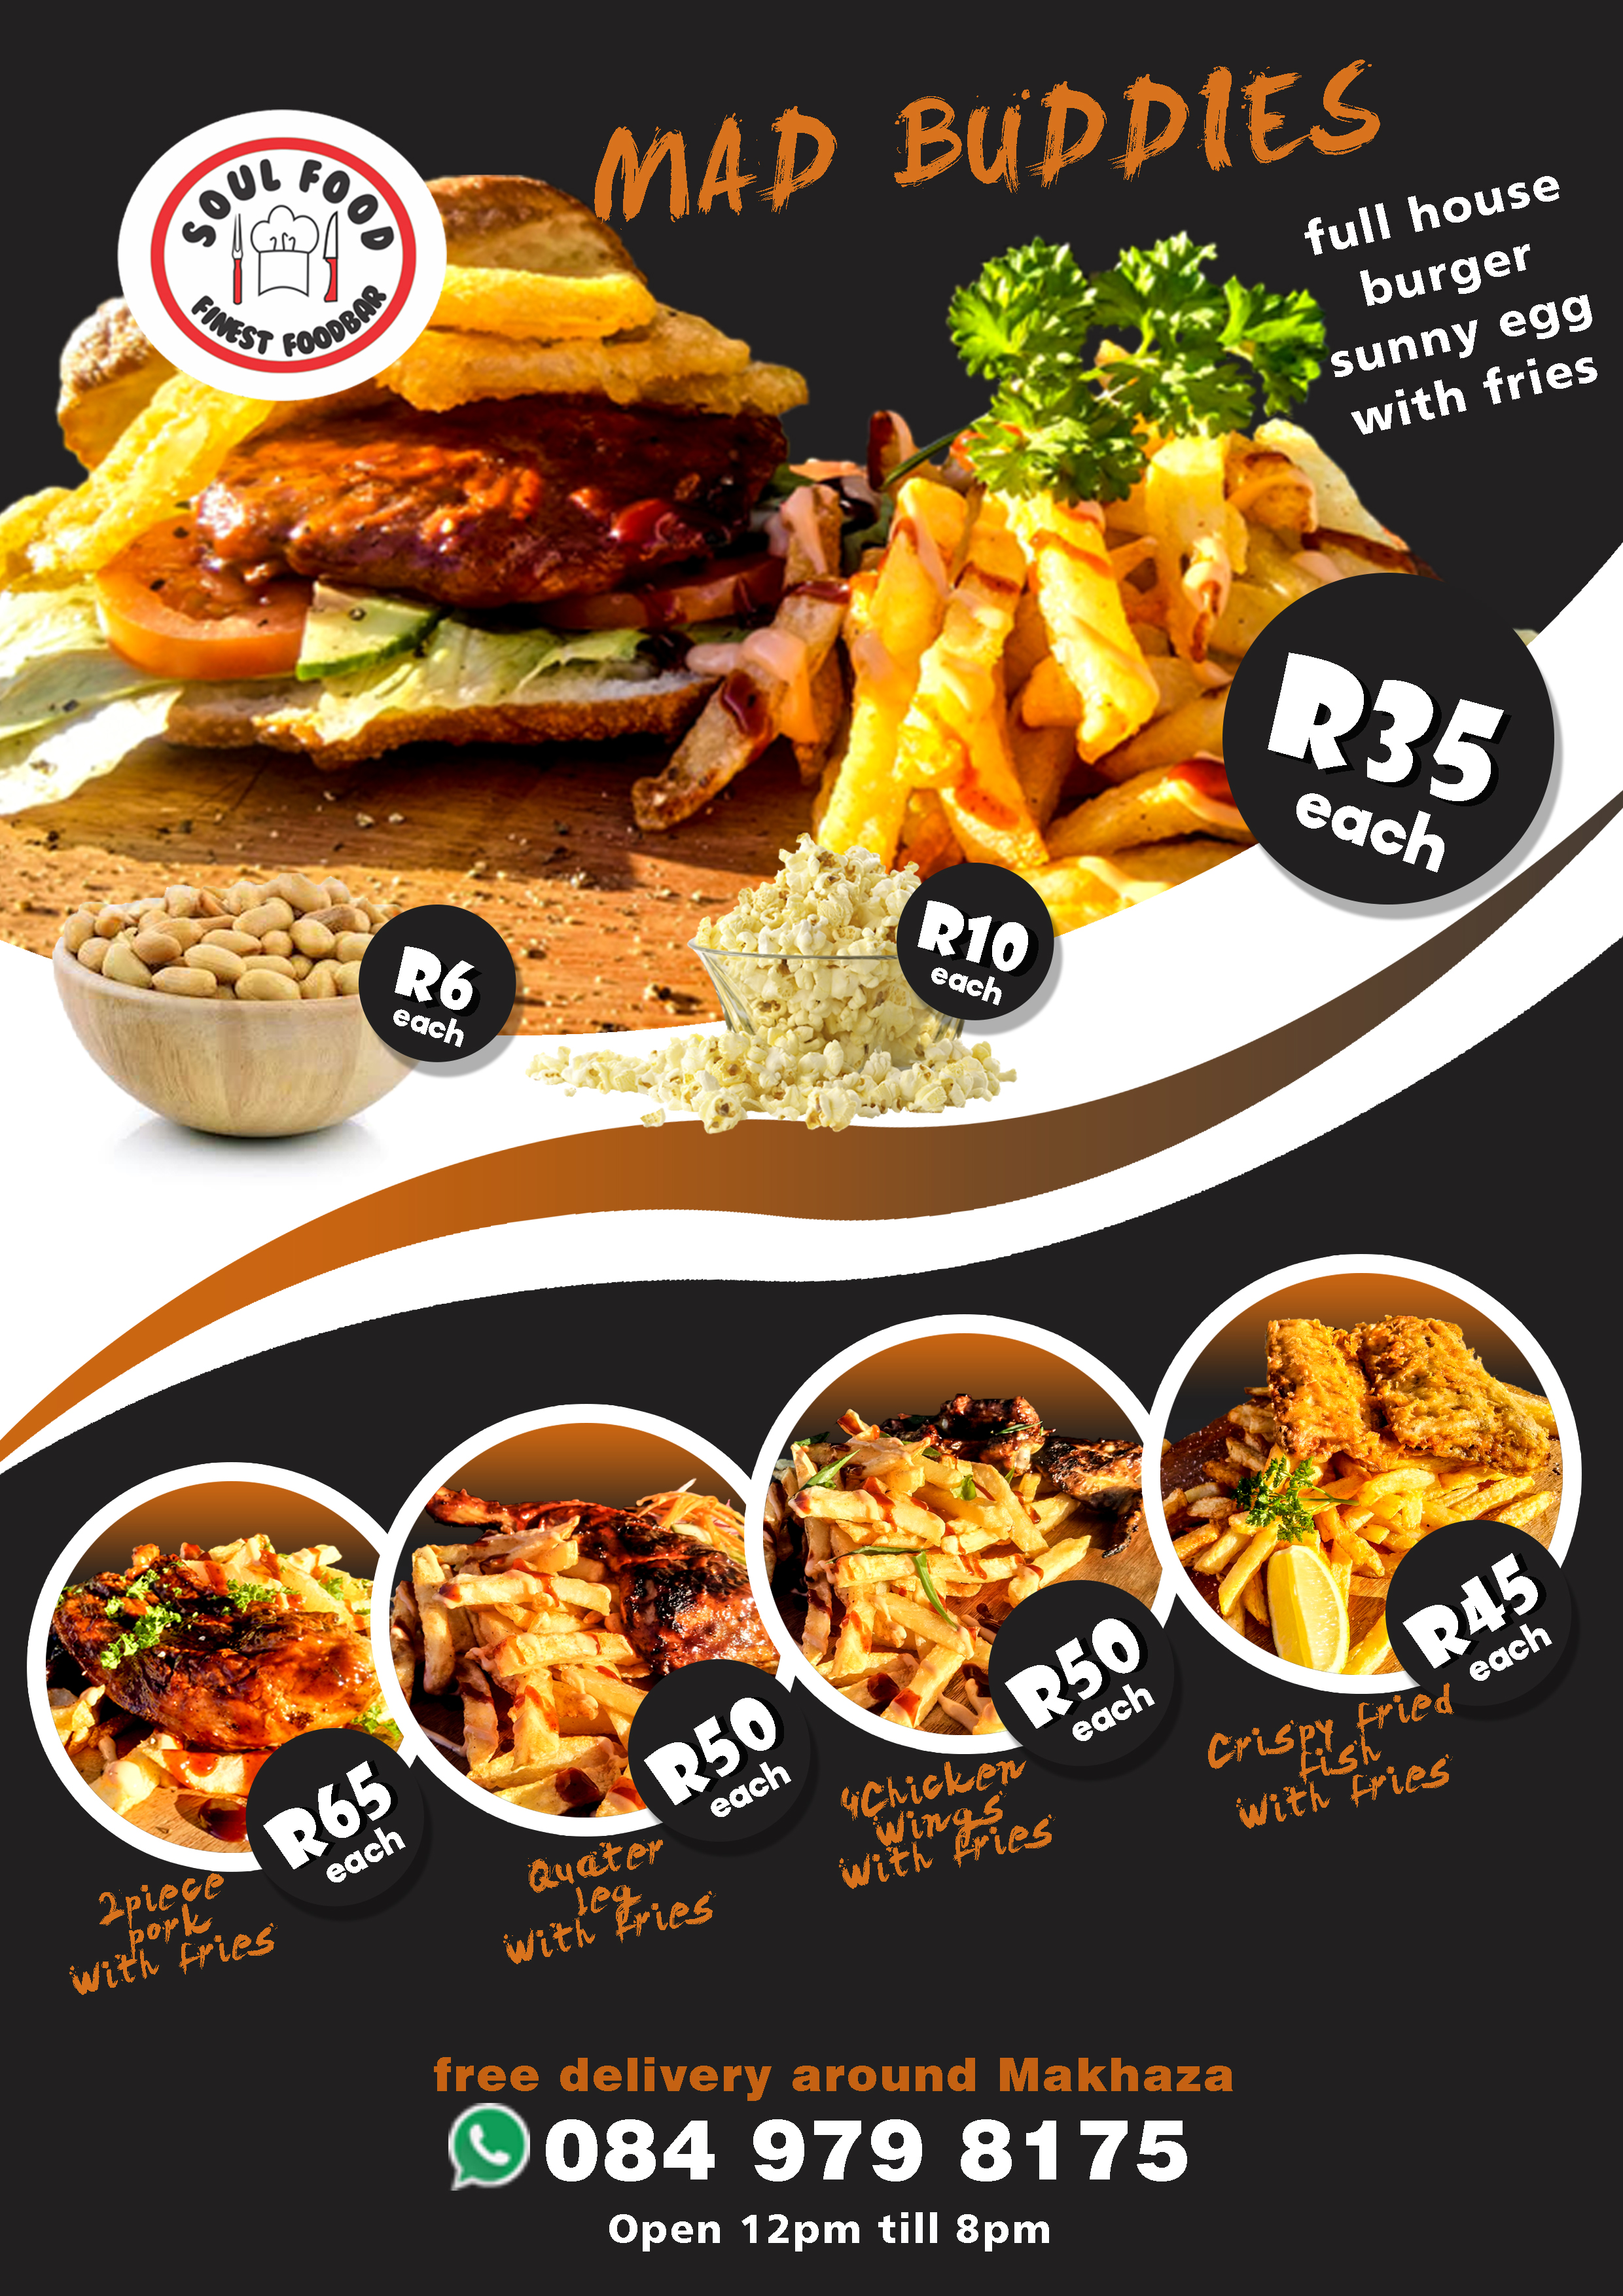 MAD BUDDIES
SOUL FOOD
FINEST FOODBAR
full house
burger
sunny egg
with fries
R35
each
R6
each
R10
each
R65
each
2piece
pork
with fries
R50
each
Quater
leg
with fries
R50
each
4Chicken
wings
with fries
R45
each
Crispy fried
fish
with fries
free delivery around Makhaza
084 979 8175
Open 12pm till 8pm